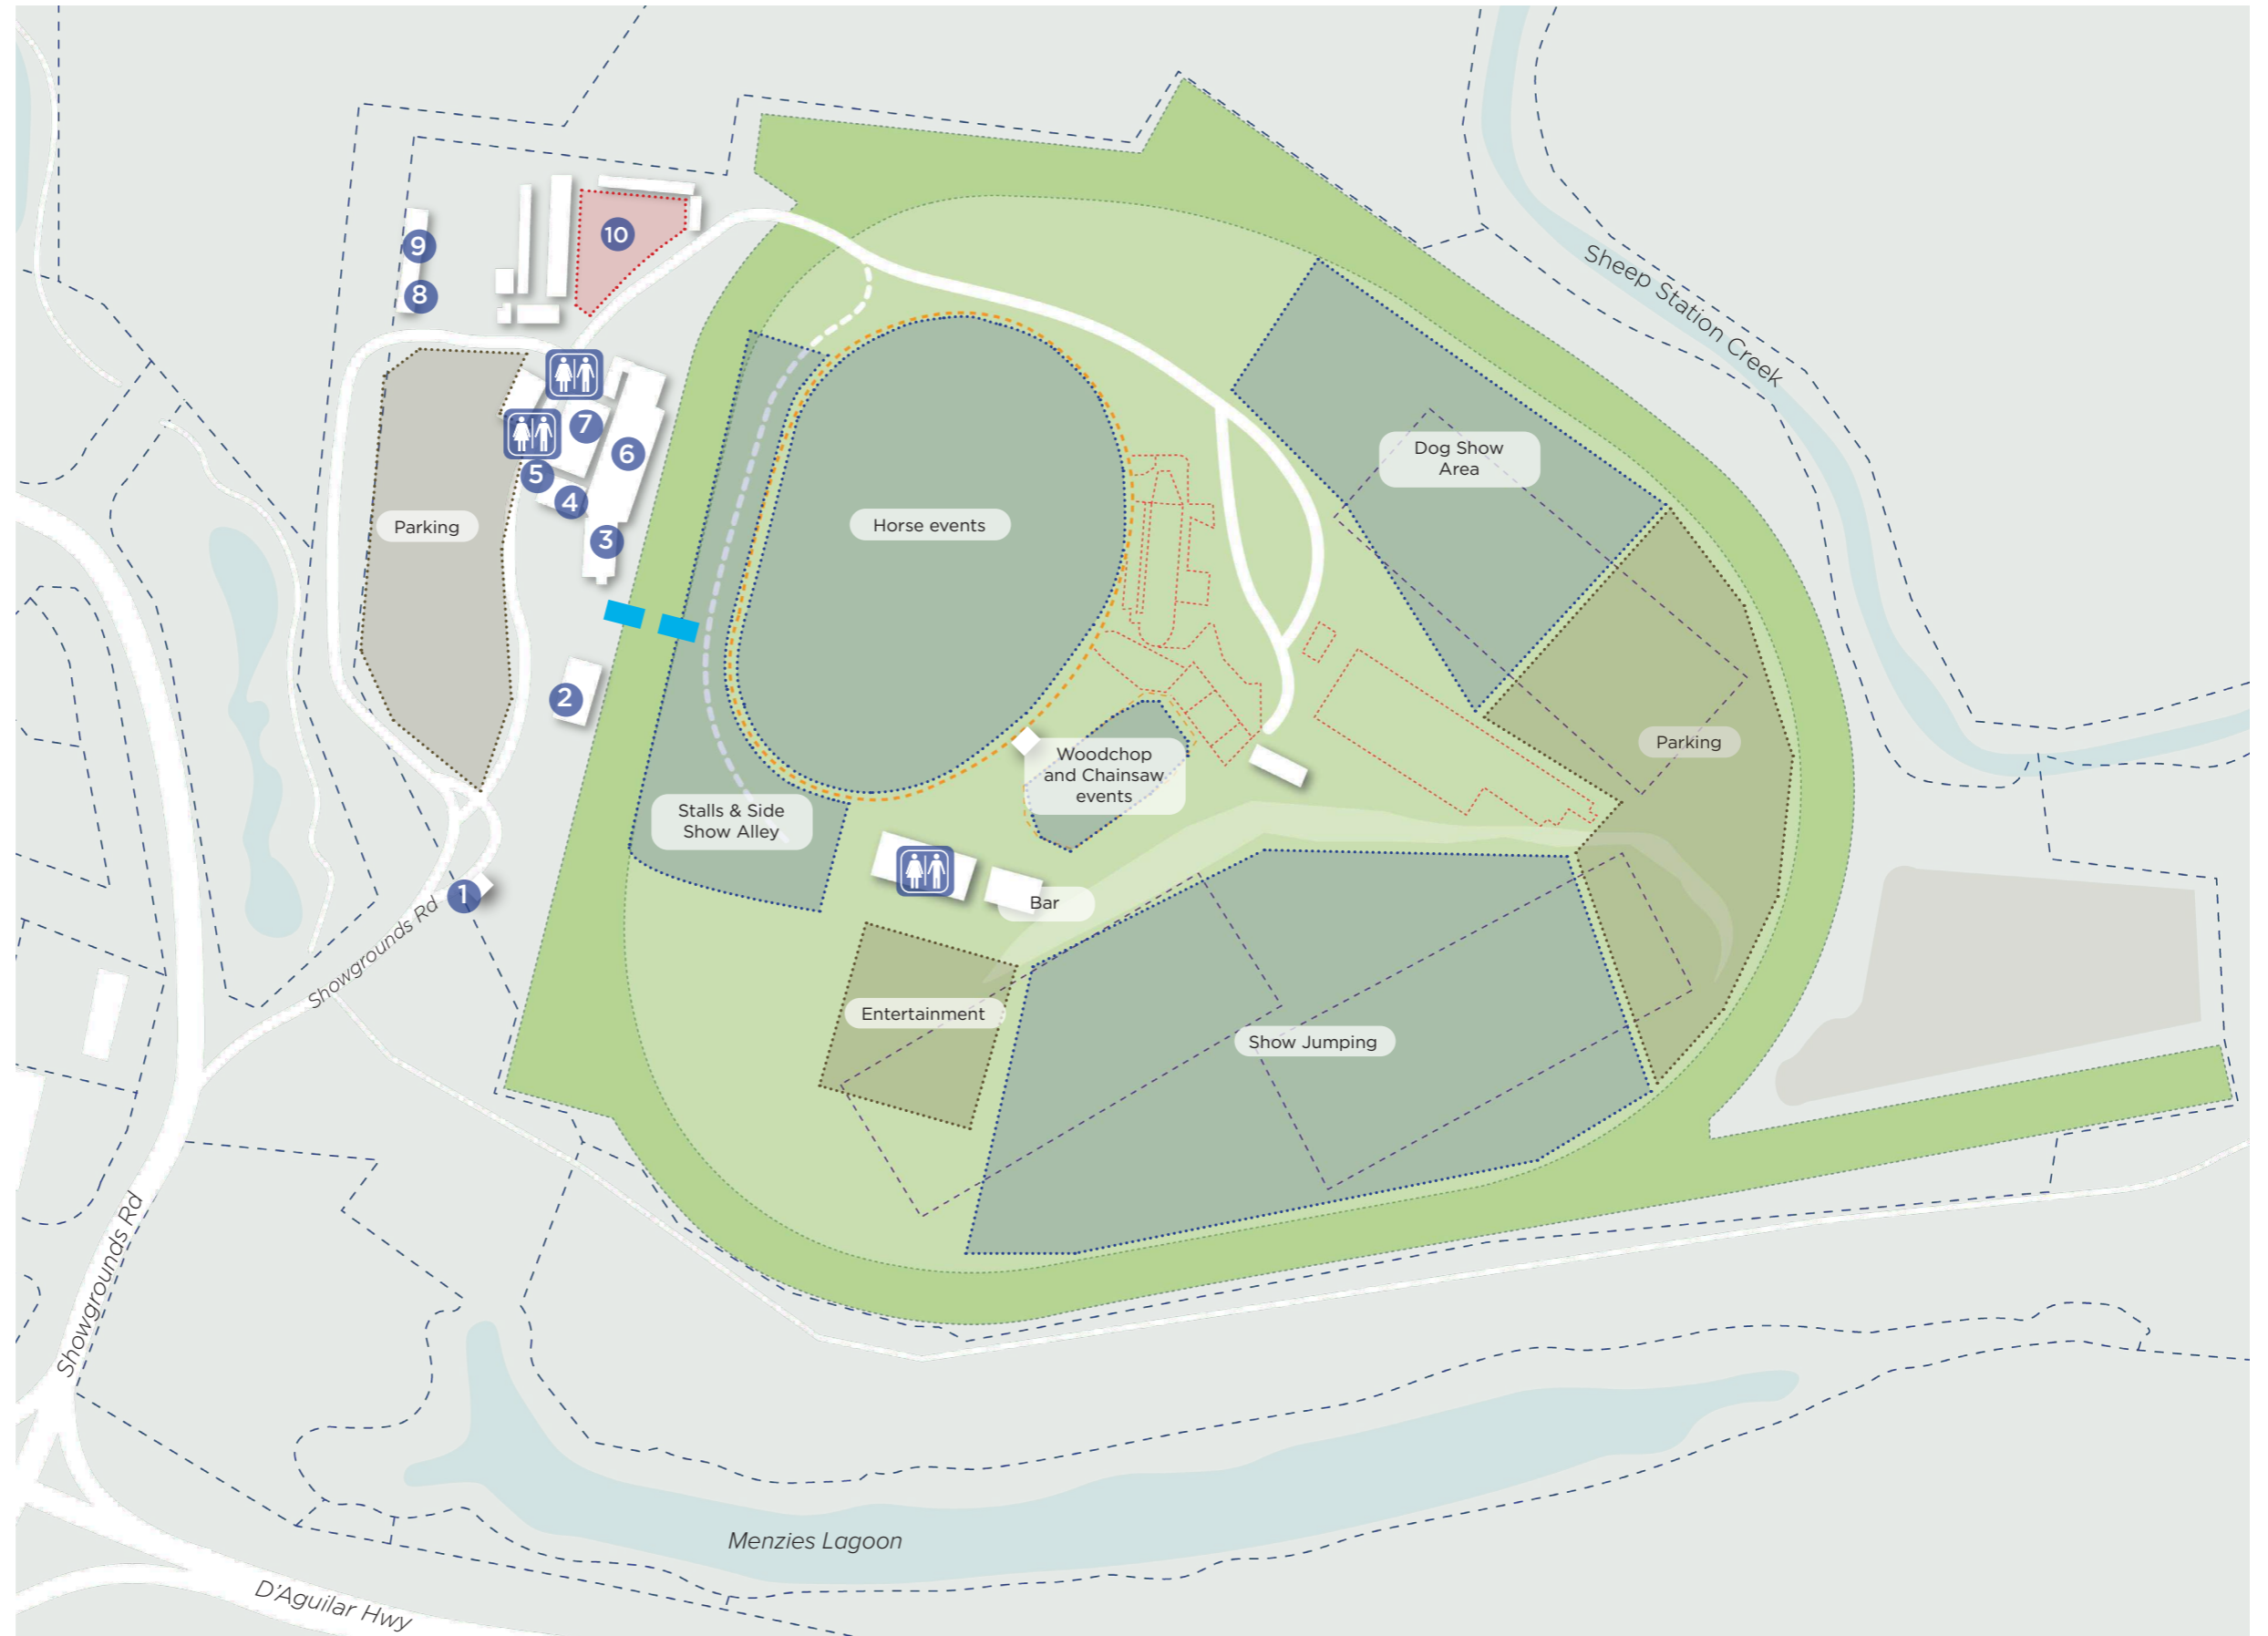 10
9
8
Sheep Station Creek
7
6
5
4
3
Dog Show
Area
Parking
Horse events
2
Parking
Woodchop
and Chainsaw
events
Stalls & Side
Show Alley
1
Bar
Showgrounds Rd
Entertainment
Show Jumping
Showgrounds Rd
Menzies Lagoon
D'Aguilar Hwy